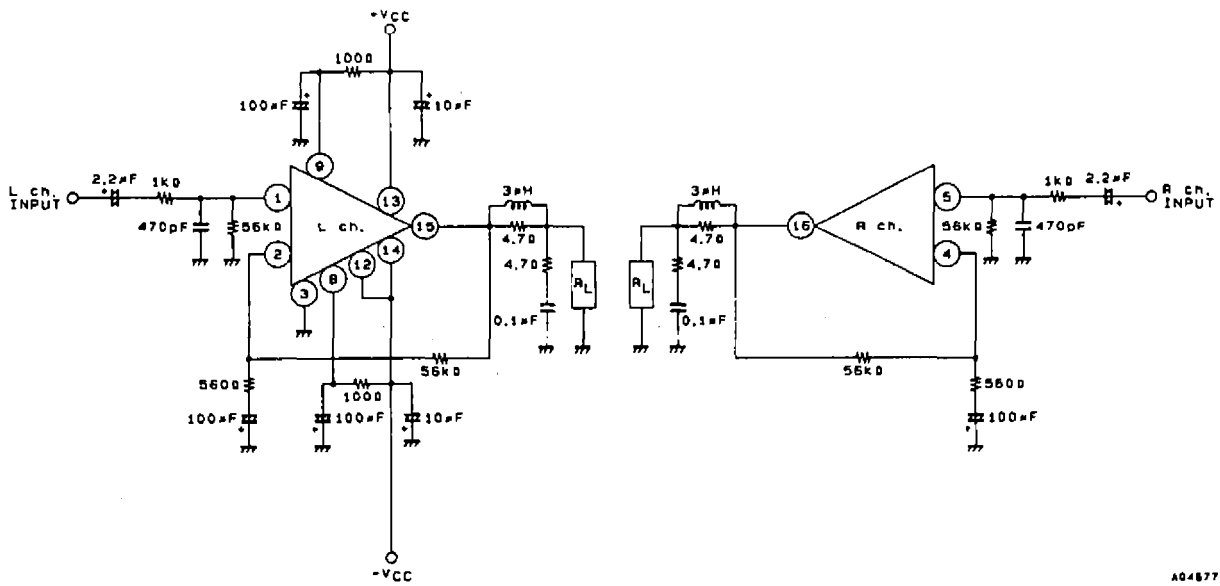 +VCC
100Ω
100µF
+
+
10µF
L ch.
INPUT
2.2µF
+
1kΩ
470pF
56kΩ
1
2
9
13
15
14
12
8
3
L ch.
3µH
4.7Ω
4.7Ω
0.1µF
RL
56kΩ
560Ω
100µF
+
100Ω
100µF
+
10µF
+
-VCC
3µH
4.7Ω
4.7Ω
0.1µF
RL
16
R ch.
5
4
56kΩ
470pF
1kΩ
2.2µF
+
R ch.
INPUT
56kΩ
560Ω
100µF
+
A04677